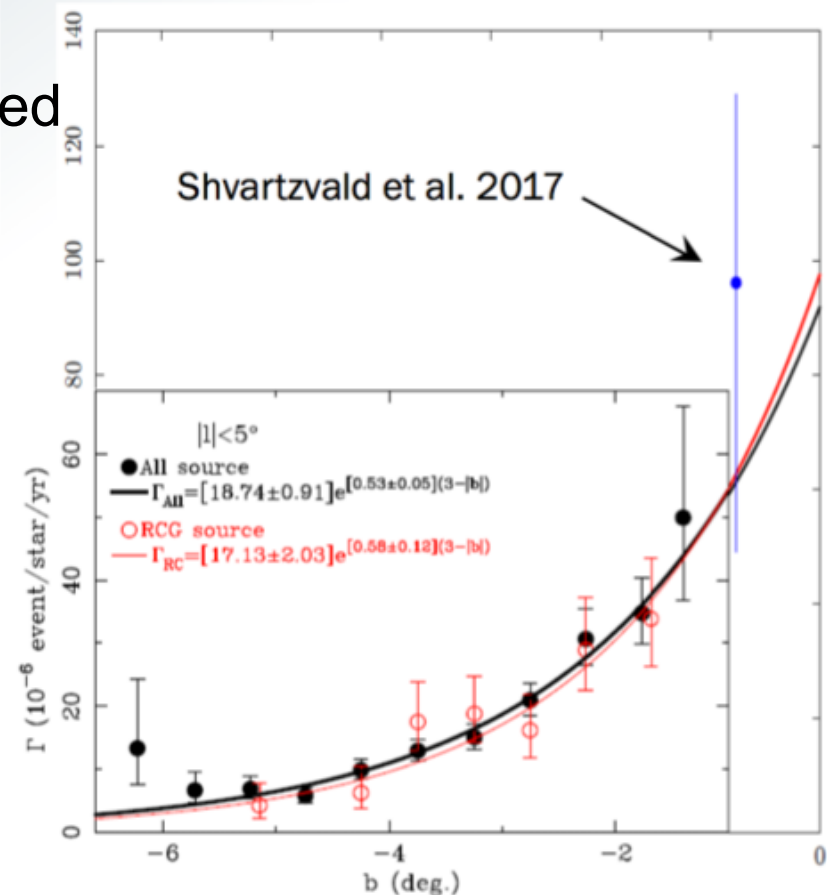 140
ed
120
Shvartzvald et al. 2017
100
80
|l|<5°
All source
Γ_All=[18.74±0.91]e^[0.53±0.05](3-|b|)
RCG source
Γ_RC=[17.13±2.03]e^[0.58±0.12](3-|b|)
60
40
20
0
Γ (10⁻⁶ event/star/yr)
−6
−4
−2
0
b (deg.)